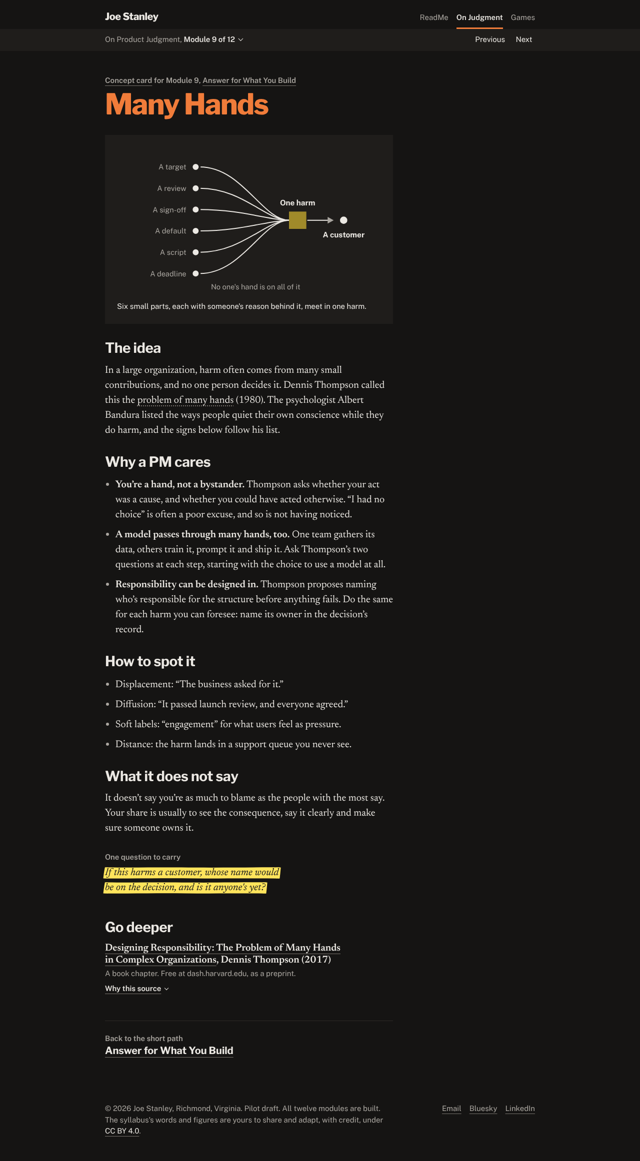 Joe Stanley
ReadMe On Judgment Games
On Product Judgment, Module 9 of 12
Previous Next
Concept card for Module 9, Answer for What You Build
Many Hands
A target
A review
A sign-off
A default
A script
A deadline
One harm
A customer
No one's hand is on all of it
Six small parts, each with someone's reason behind it, meet in one harm.
The idea
In a large organization, harm often comes from many small
contributions, and no one person decides it. Dennis Thompson called
this the problem of many hands (1980). The psychologist Albert
Bandura listed the ways people quiet their own conscience while they
do harm, and the signs below follow his list.
Why a PM cares
• You’re a hand, not a bystander. Thompson asks whether your act
was a cause, and whether you could have acted otherwise. “I had no
choice” is often a poor excuse, and so is not having noticed.
• A model passes through many hands, too. One team gathers its
data, others train it, prompt it and ship it. Ask Thompson’s two
questions at each step, starting with the choice to use a model at all.
• Responsibility can be designed in. Thompson proposes naming
who’s responsible for the structure before anything fails. Do the same
for each harm you can foresee: name its owner in the decision’s
record.
How to spot it
• Displacement: “The business asked for it.”
• Diffusion: “It passed launch review, and everyone agreed.”
• Soft labels: “engagement” for what users feel as pressure.
• Distance: the harm lands in a support queue you never see.
What it does not say
It doesn’t say you’re as much to blame as the people with the most say.
Your share is usually to see the consequence, say it clearly and make
sure someone owns it.
One question to carry
If this harms a customer, whose name would
be on the decision, and is it anyone’s yet?
Go deeper
Designing Responsibility: The Problem of Many Hands
in Complex Organizations, Dennis Thompson (2017)
A book chapter. Free at dash.harvard.edu, as a preprint.
Why this source
Back to the short path
Answer for What You Build
© 2026 Joe Stanley, Richmond, Virginia. Pilot draft. All twelve modules are built.
The syllabus's words and figures are yours to share and adapt, with credit, under
CC BY 4.0.
Email Bluesky LinkedIn